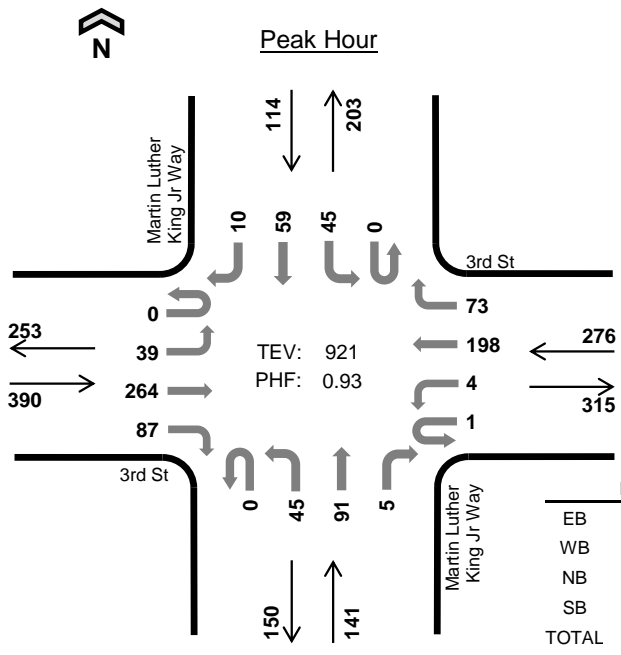 N
Peak Hour
114
203
Martin Luther
King Jr Way
10
59
45
0
3rd St
0
73
253
39
TEV: 921
198
276
390
264
PHF: 0.93
4
315
87
1
3rd St
0
45
91
5
Martin Luther
King Jr Way
EB
WB
NB
SB
TOTAL
150
141